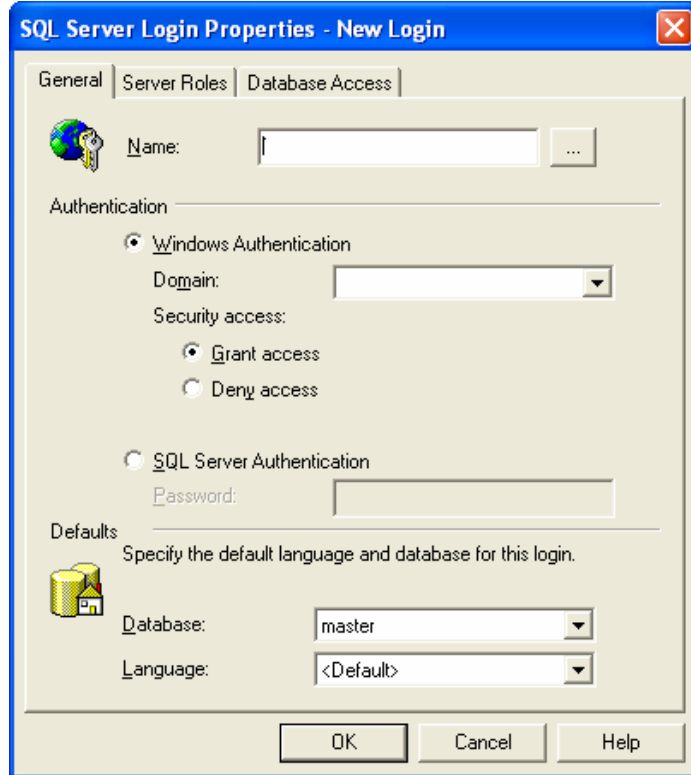 SQL Server Login Properties - New Login
General Server Roles Database Access
Name: ...
Authentication
Windows Authentication
Domain:
Security access:
Grant access
Deny access
SQL Server Authentication
Password:
Defaults
Specify the default language and database for this login.
Database: master
Language: <Default>
OK Cancel Help